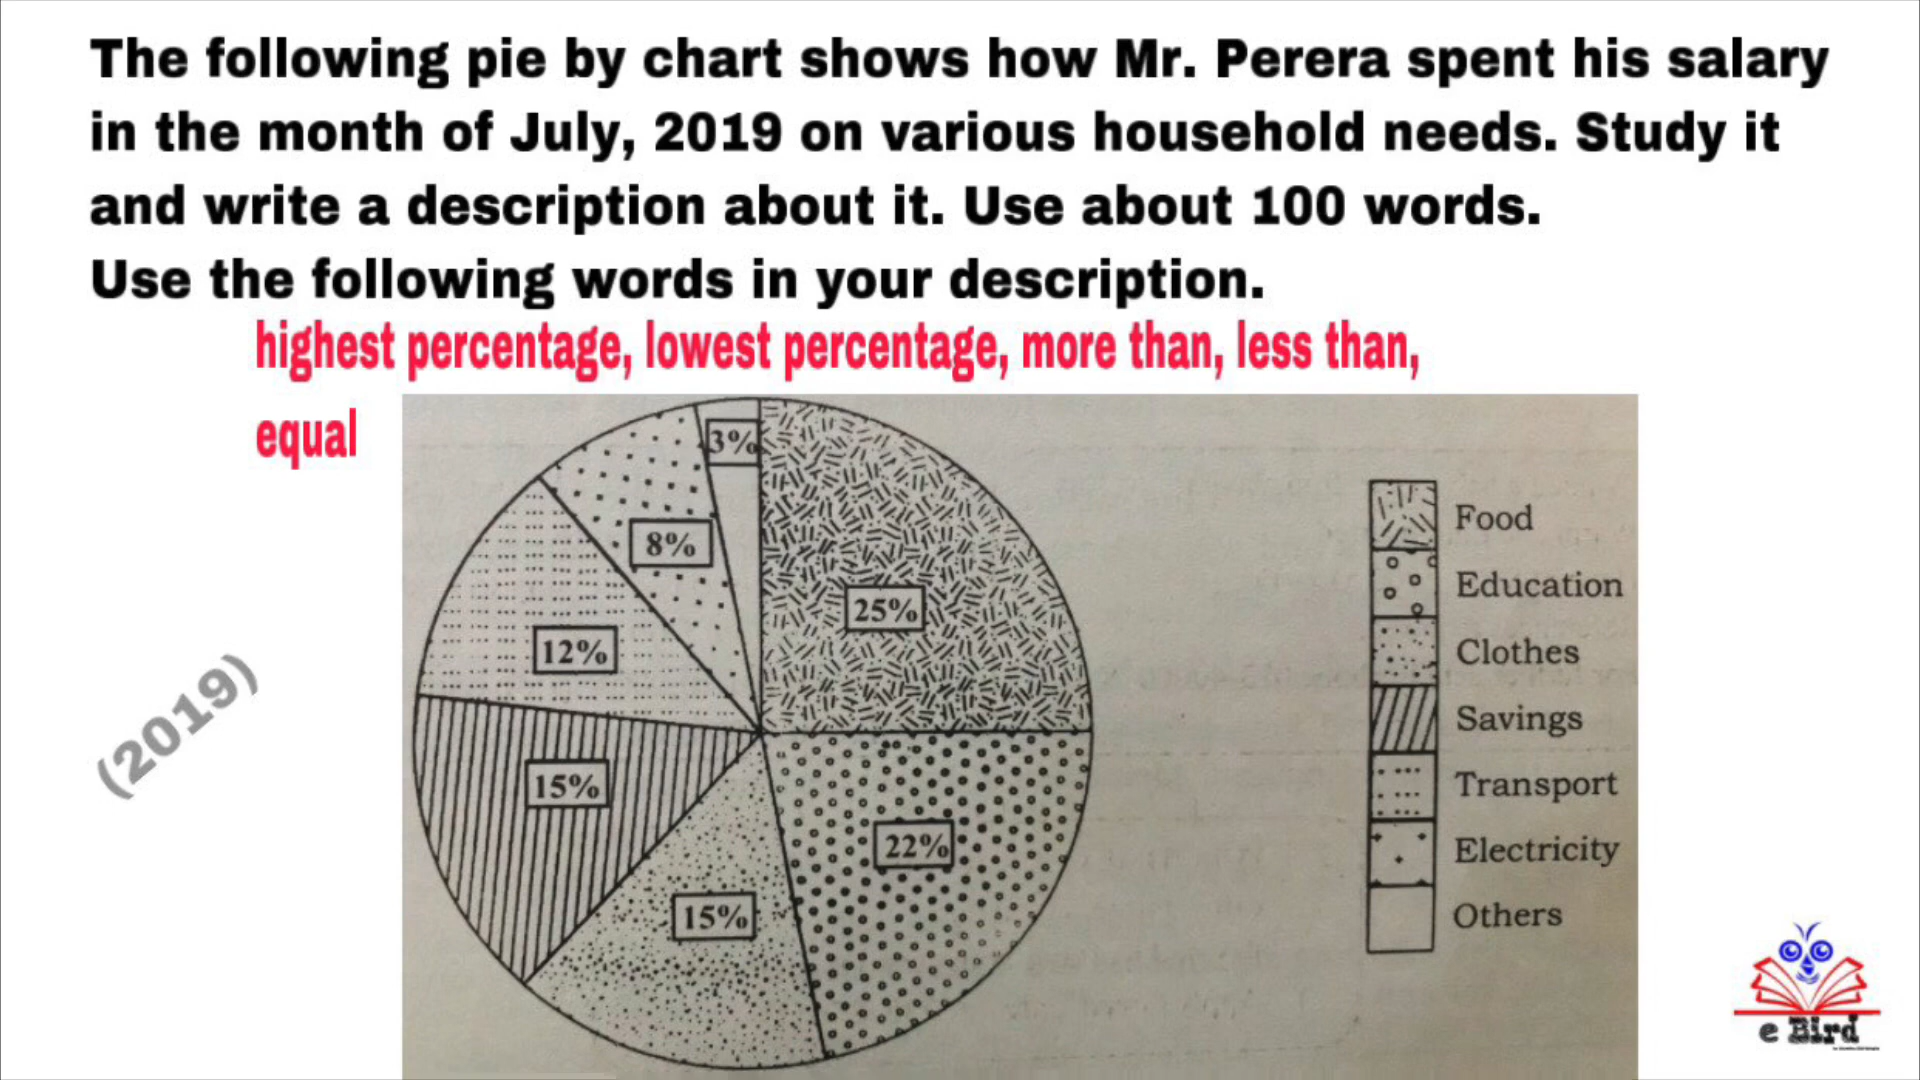 The following pie by chart shows how Mr. Perera spent his salary
in the month of July, 2019 on various household needs. Study it
and write a description about it. Use about 100 words.
Use the following words in your description.
highest percentage, lowest percentage, more than, less than,
equal
3%
8%
25%
12%
15%
22%
15%
Food
Education
Clothes
Savings
Transport
Electricity
Others
(2019)
e Bird